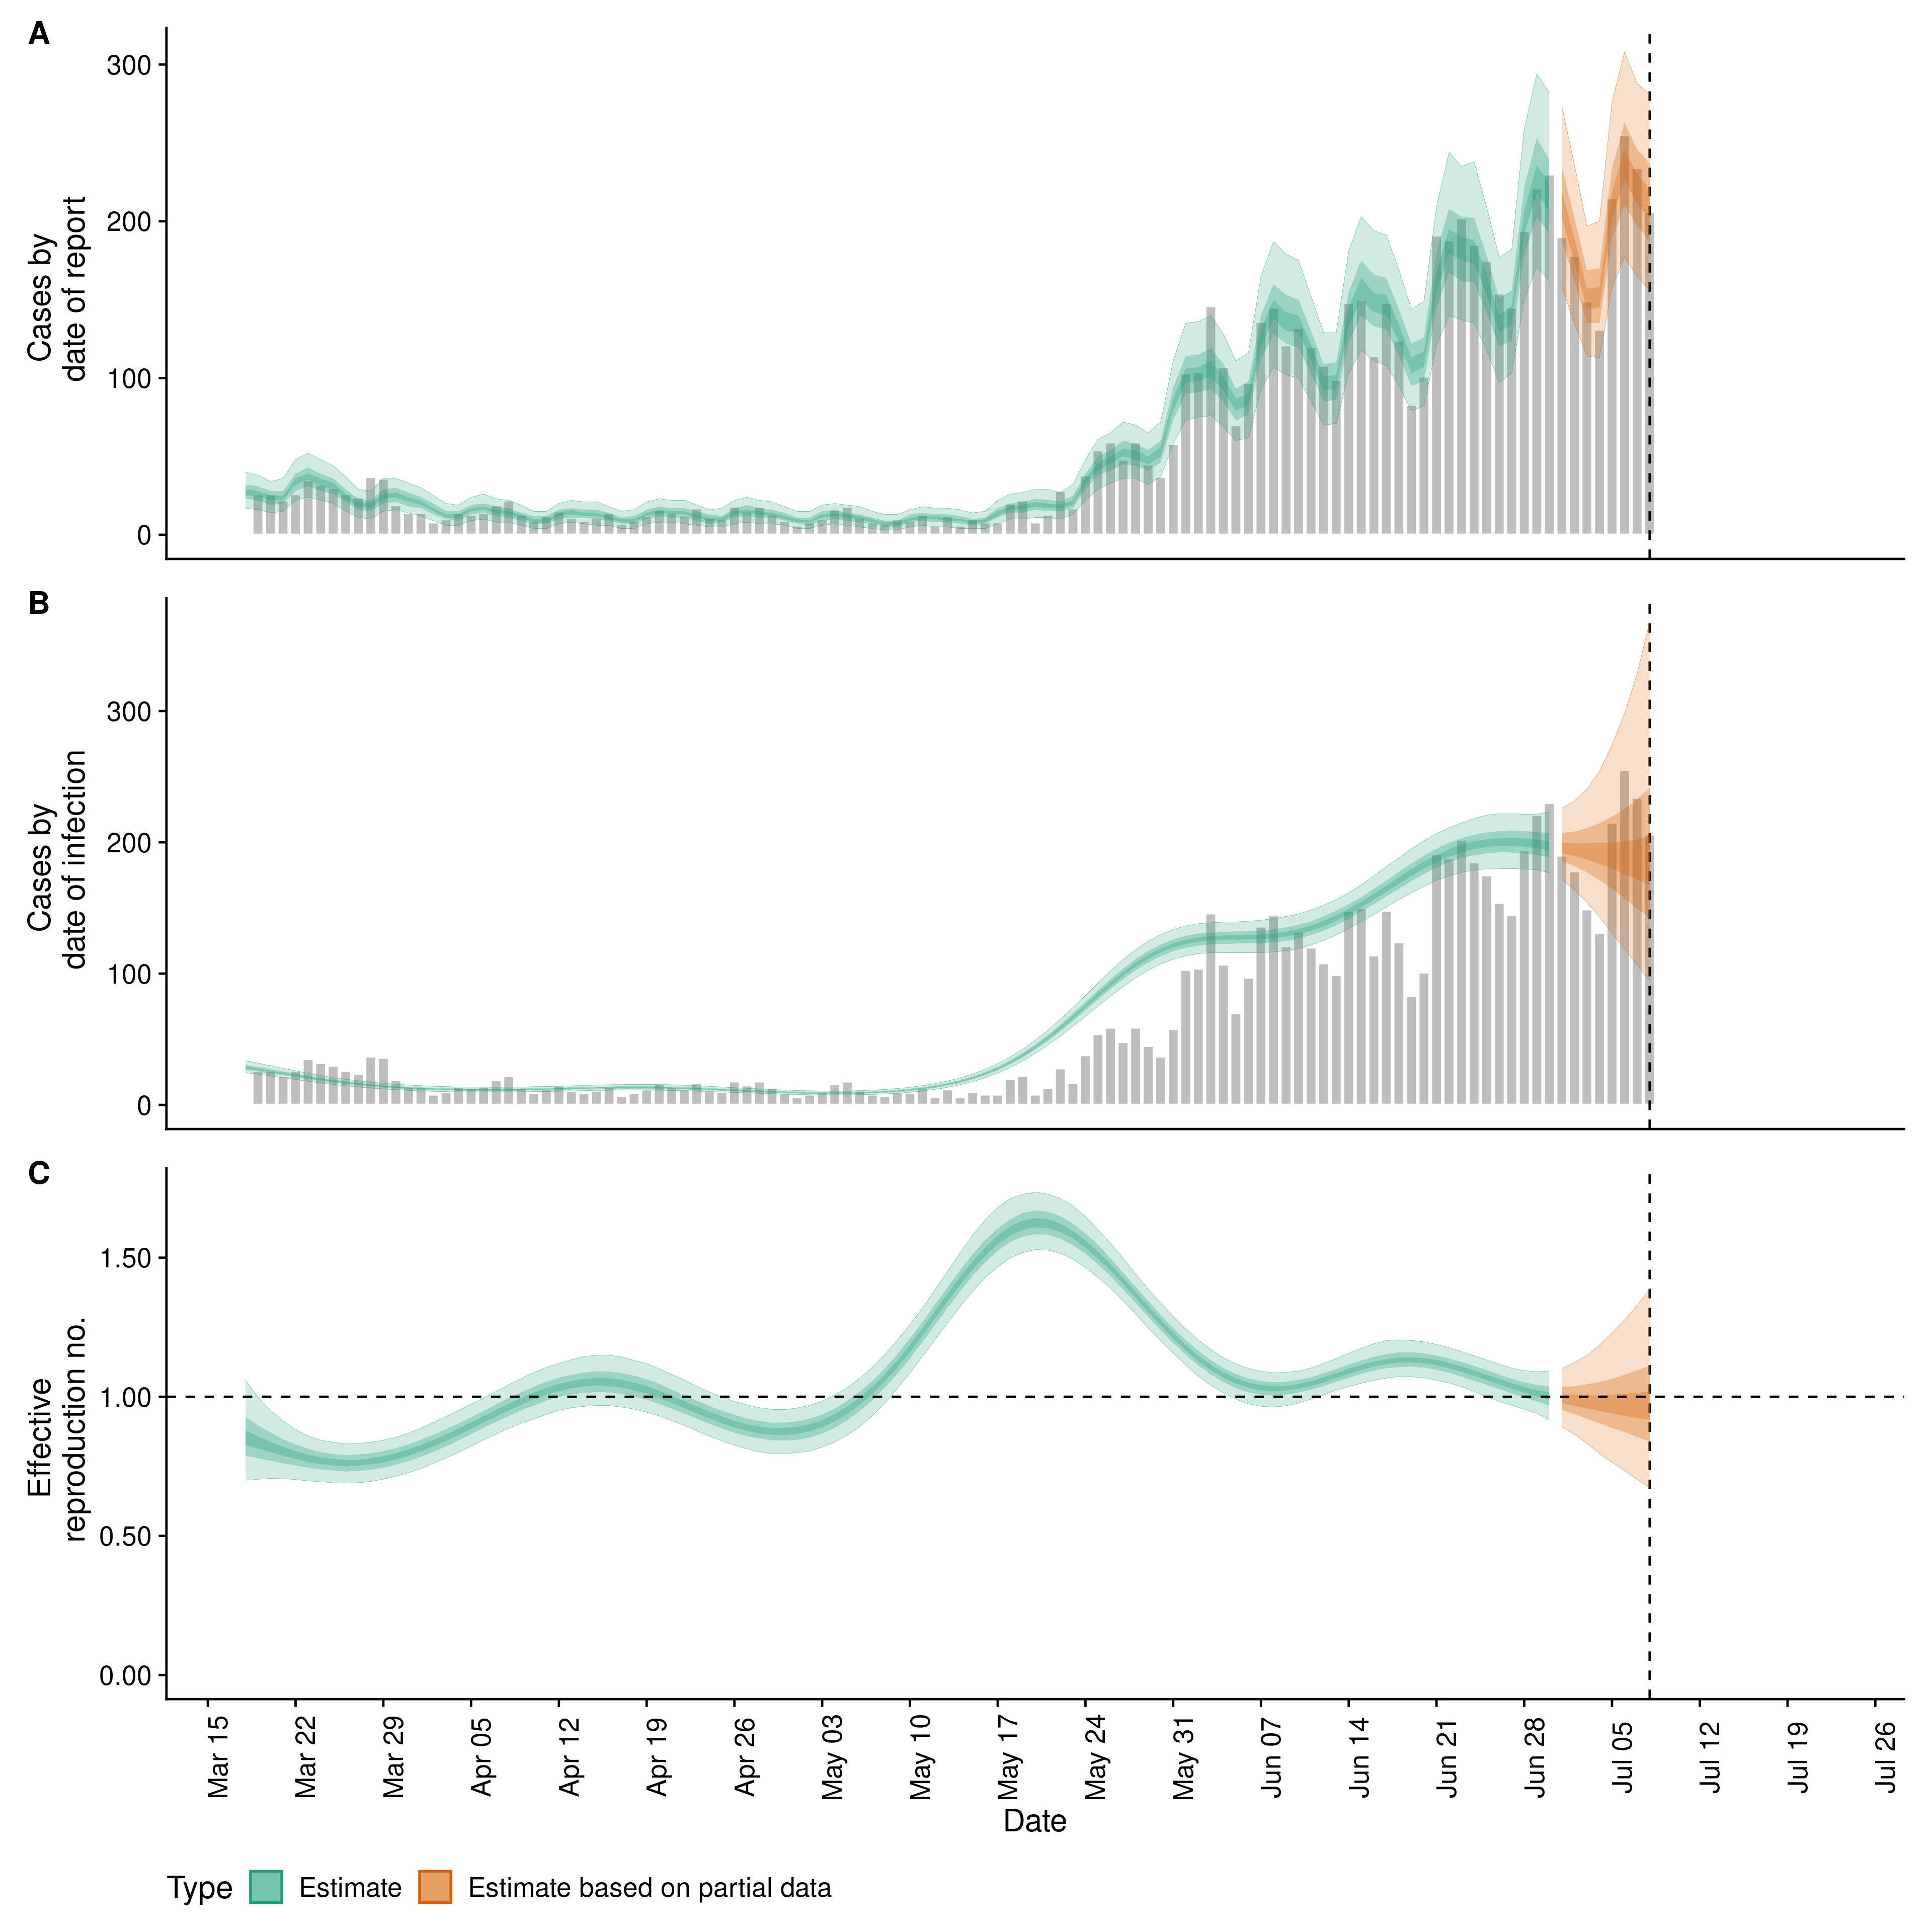 A
Cases by
date of report
300
200
100
0
B
Cases by
date of infection
300
200
100
0
C
Effective
reproduction no.
1.50
1.00
0.50
0.00
Mar 15
Mar 22
Mar 29
Apr 05
Apr 12
Apr 19
Apr 26
May 03
May 10
May 17
May 24
May 31
Jun 07
Jun 14
Jun 21
Jun 28
Jul 05
Jul 12
Jul 19
Jul 26
Date
Type Estimate Estimate based on partial data